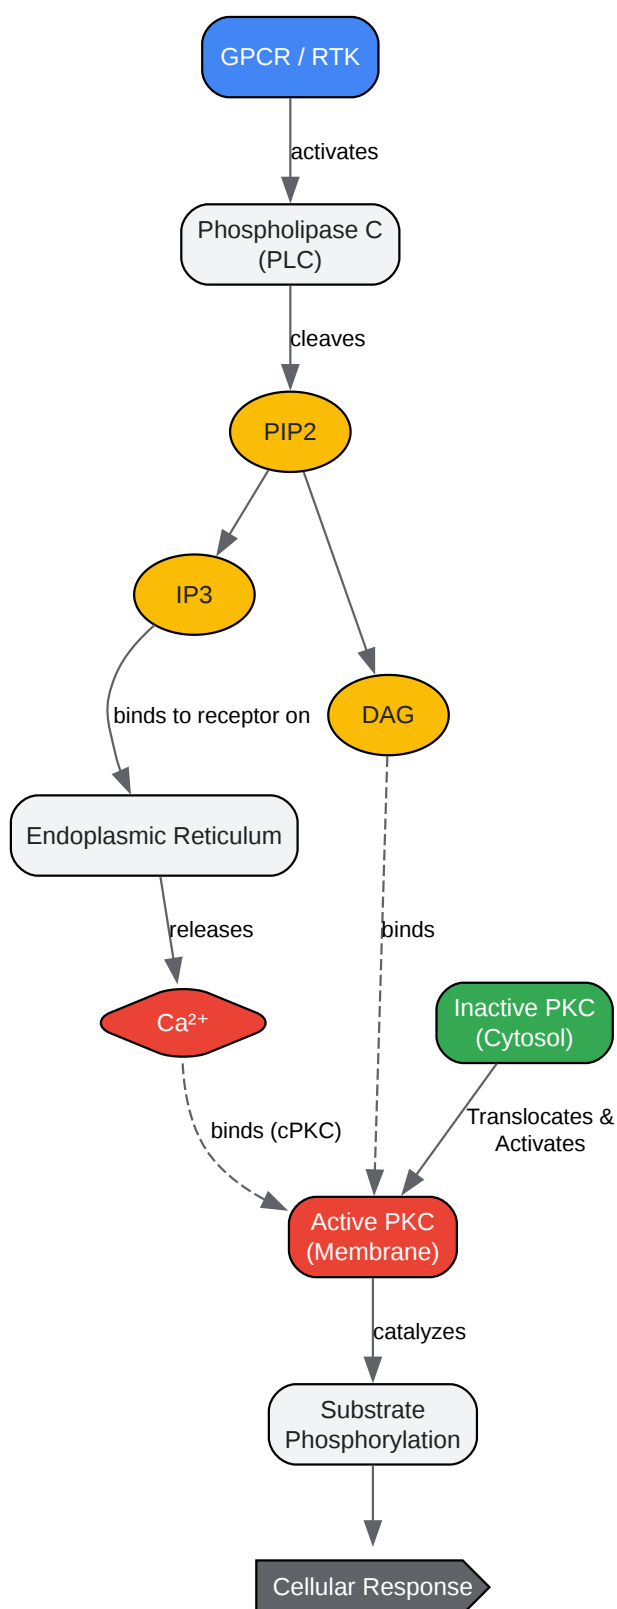 GPCR / RTK
activates
Phospholipase C
(PLC)
cleaves
PIP2
IP3
binds to receptor on
DAG
Endoplasmic Reticulum
releases
binds
Ca²⁺
Inactive PKC
(Cytosol)
binds (cPKC)
Translocates &
Activates
Active PKC
(Membrane)
catalyzes
Substrate
Phosphorylation
Cellular Response